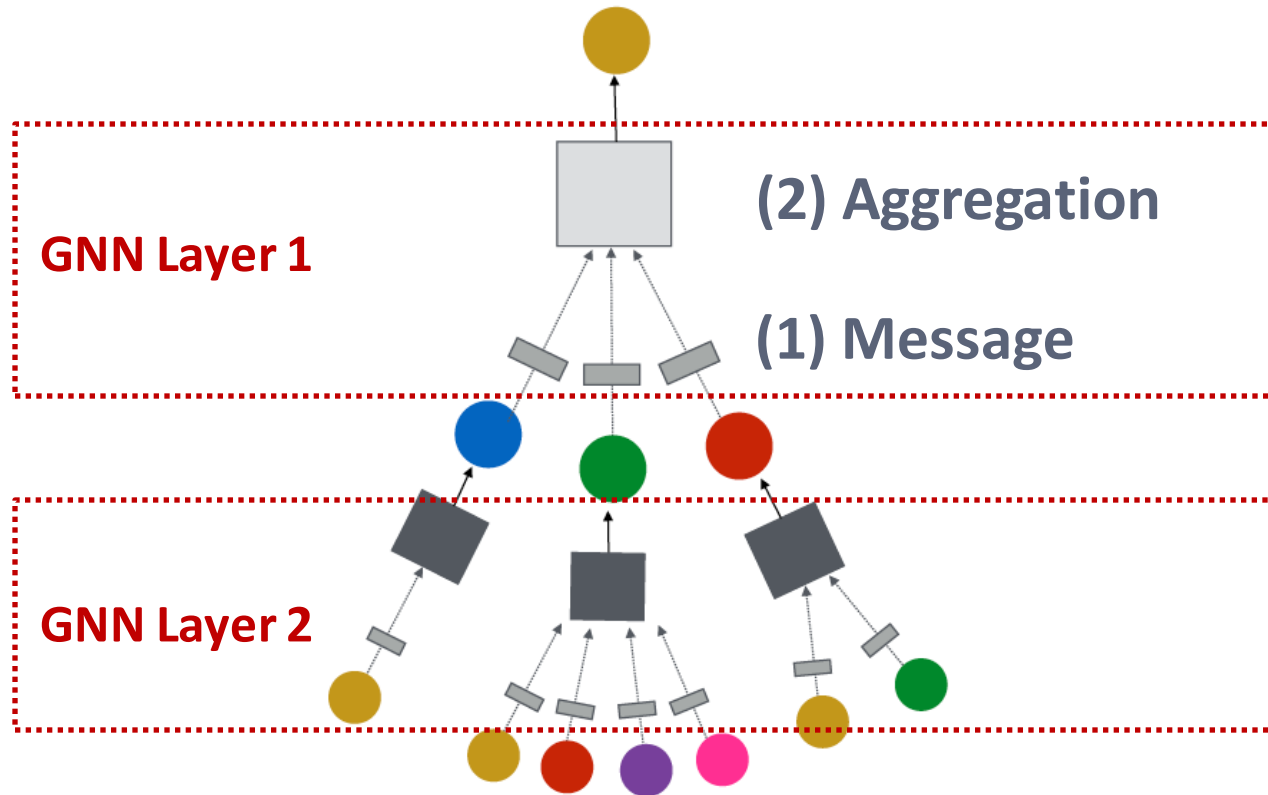 (2) Aggregation
GNN Layer 1
(1) Message
GNN Layer 2